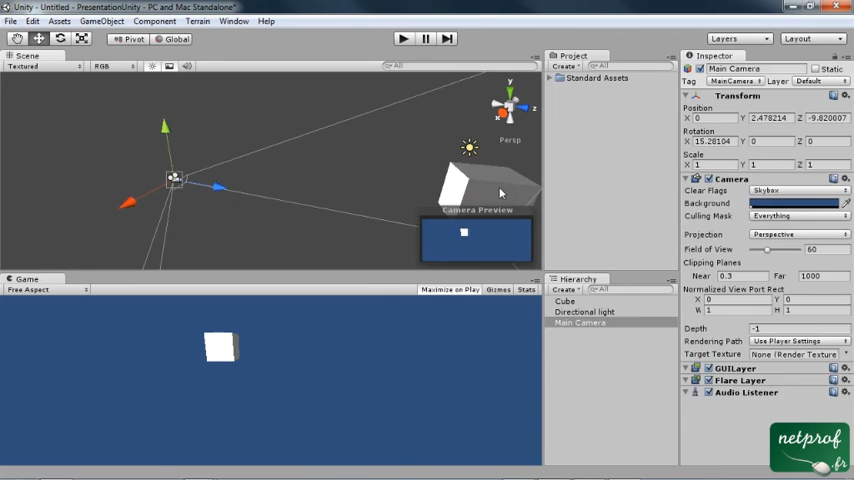 Unity - Untitled - PresentationUnity - PC and Mac Standalone*
File Edit Assets GameObject Component Terrain Window Help
Pivot Global Layers Layout
Scene
Textured RGB All
y
z
x
Persp
Camera Preview
Project
Create All
Standard Assets
Game
Free Aspect Maximize on Play Gizmos Stats
Hierarchy
Create All
Cube
Directional light
Main Camera
Inspector
Main Camera Static
Tag MainCamera Layer Default
Transform
Position
X 0 Y 2.478214 Z -9.820007
Rotation
X 15.28104 Y 0 Z 0
Scale
X 1 Y 1 Z 1
Camera
Clear Flags Skybox
Background
Culling Mask Everything
Projection Perspective
Field of View 60
Clipping Planes
Near 0.3 Far 1000
Normalized View Port Rect
X 0 Y 0
W 1 H 1
Depth -1
Rendering Path Use Player Settings
Target Texture None (Render Texture
GUILayer
Flare Layer
Audio Listener
netprof
.fr